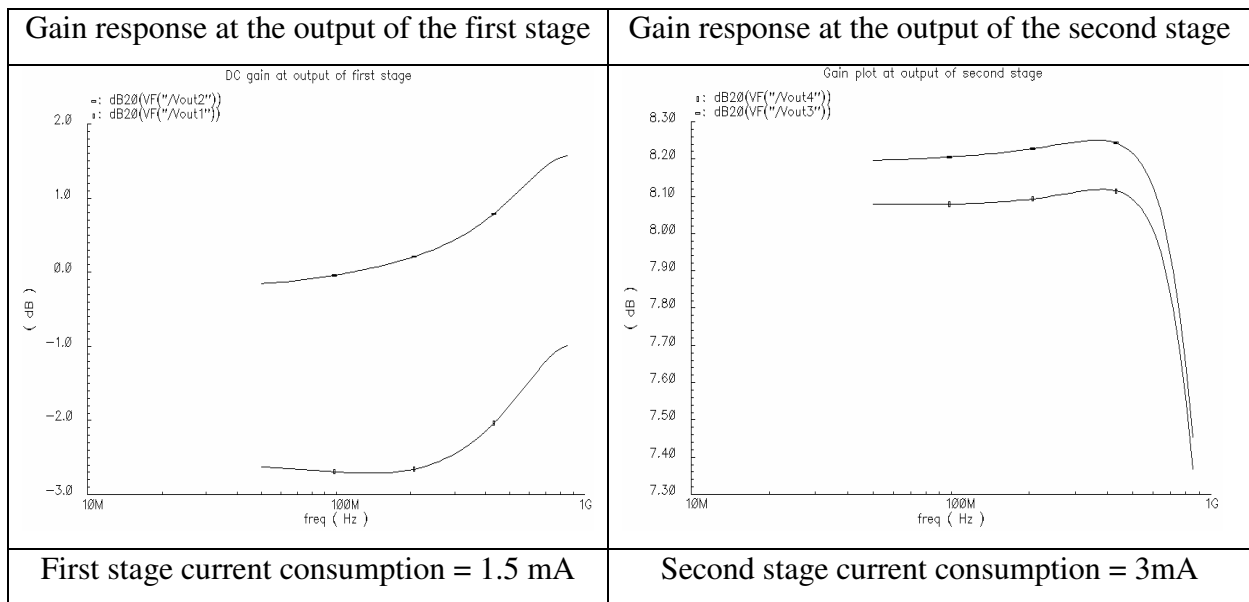 Gain response at the output of the first stage
Gain response at the output of the second stage
DC gain at output of first stage
=: dB20(VF("/Vout2"))
▯: dB20(VF("/Vout1"))
2.0
1.0
0.0
-1.0
-2.0
-3.0
( dB )
10M
100M
1G
freq ( Hz )
Gain plot at output of second stage
▯: dB20(VF("/Vout4"))
=: dB20(VF("/Vout3"))
8.30
8.20
8.10
8.00
7.90
7.80
7.70
7.60
7.50
7.40
7.30
( dB )
10M
100M
1G
freq ( Hz )
First stage current consumption = 1.5 mA
Second stage current consumption = 3mA